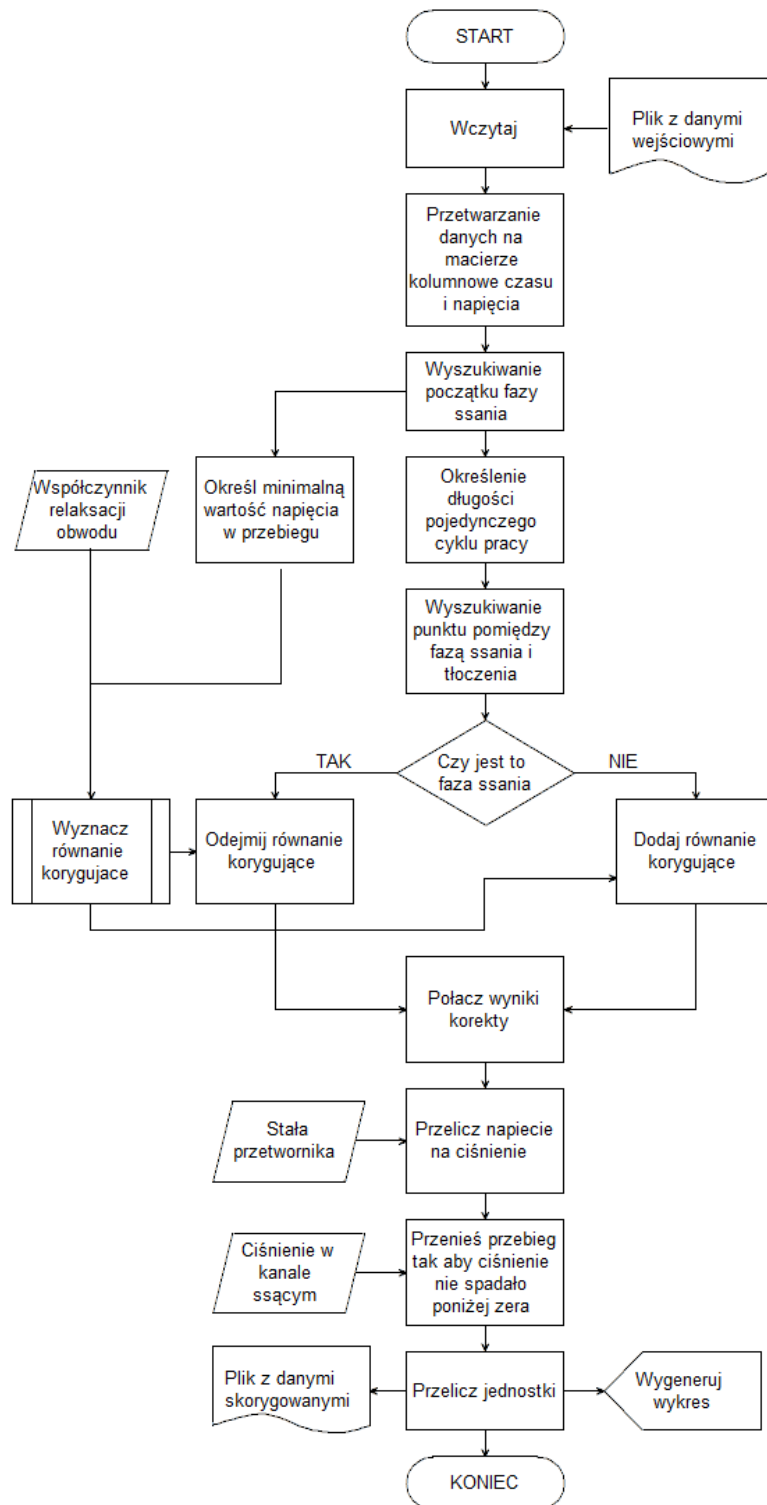 START
Wczytaj
Plik z danymi
wejściowymi
Przetwarzanie
danych na
macierze
kolumnowe czasu
i napięcia
Wyszukiwanie
początku fazy
ssania
Współczynnik
relaksacji
obwodu
Określ minimalną
wartość napięcia
w przebiegu
Określenie
długości
pojedynczego
cyklu pracy
Wyszukiwanie
punktu pomiędzy
fazą ssania i
tłoczenia
TAK
Czy jest to
faza ssania
NIE
Wyznacz
równanie
korygujace
Odejmij równanie
korygujące
Dodaj równanie
korygujące
Połacz wyniki
korekty
Stała
przetwornika
Przelicz napiecie
na ciśnienie
Ciśnienie w
kanale
ssącym
Przenieś przebieg
tak aby ciśnienie
nie spadało
poniżej zera
Plik z danymi
skorygowanymi
Przelicz jednostki
Wygeneruj
wykres
KONIEC